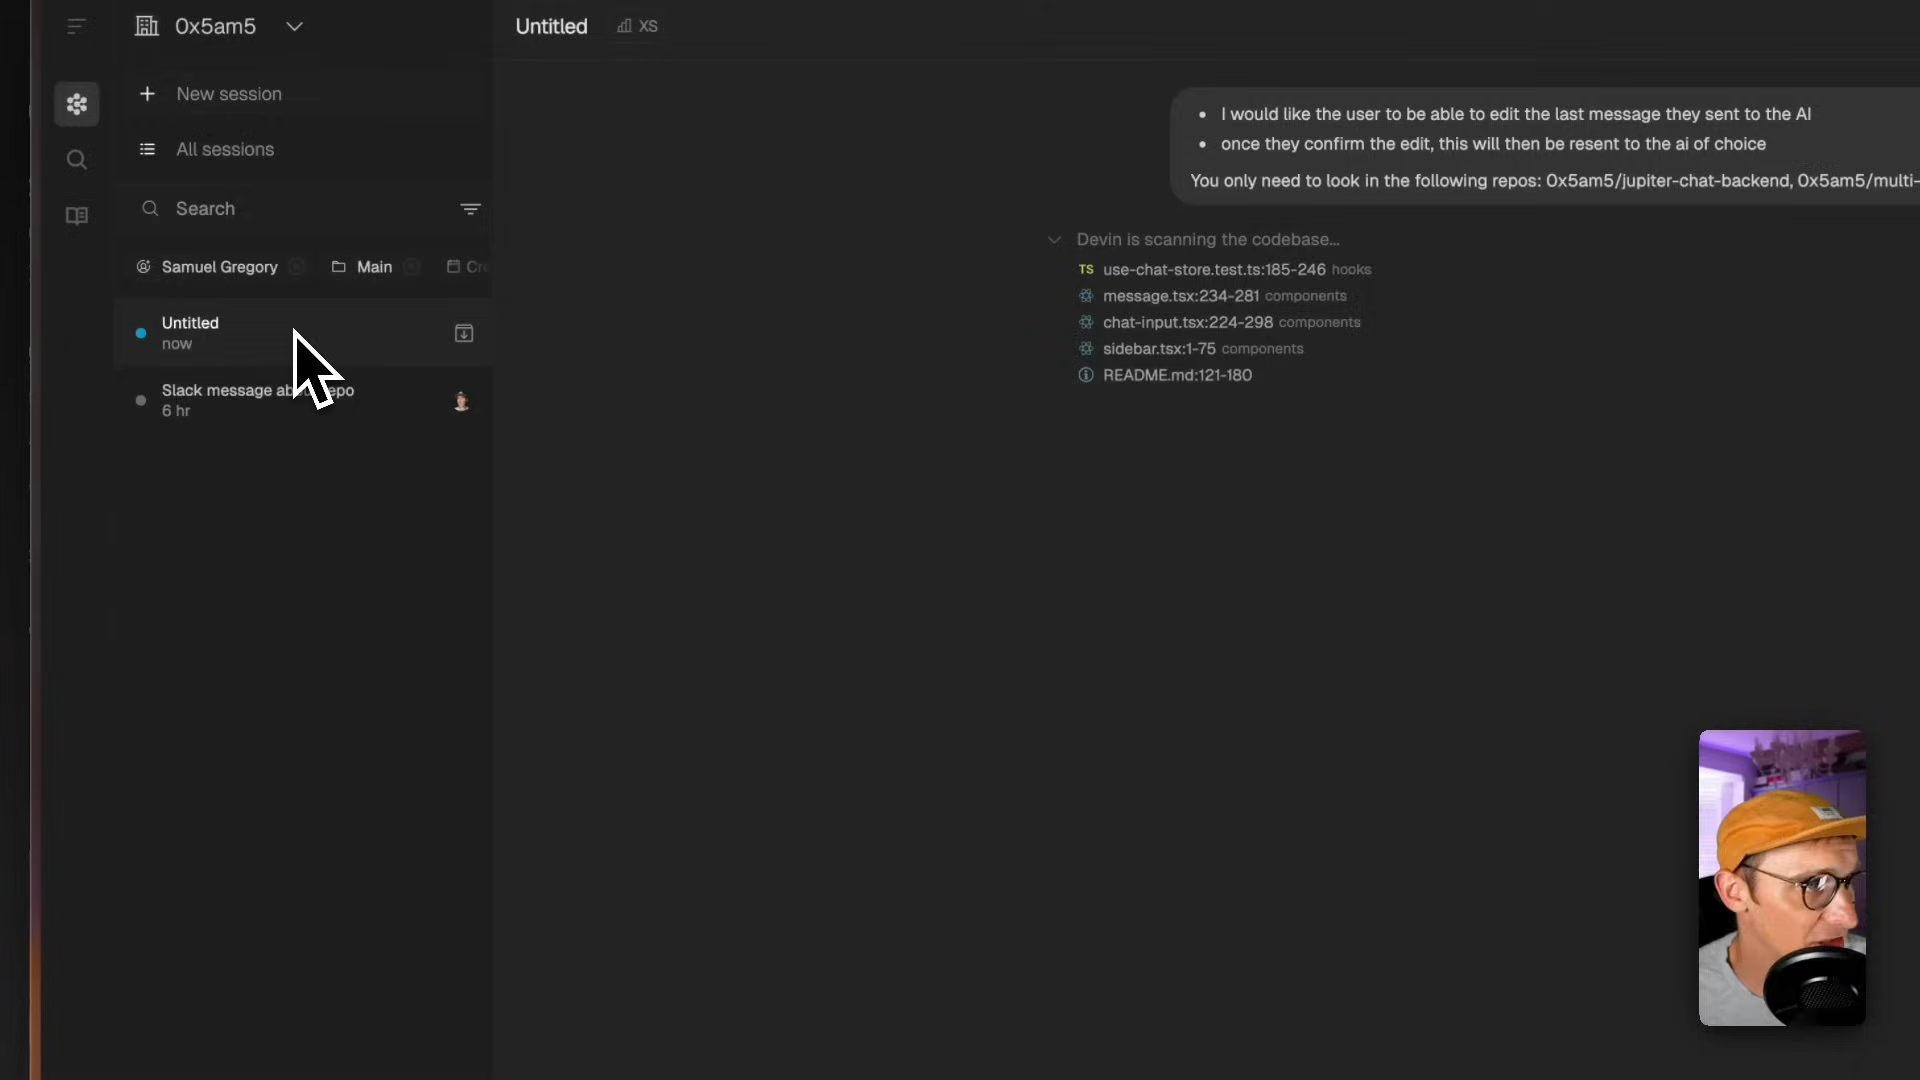 0x5am5
Untitled
XS
New session
All sessions
Search
Samuel Gregory
Main
Untitled
now
Slack message
6 hr
• I would like the user to be able to edit the last message they sent to the AI
• once they confirm the edit, this will then be resent to the ai of choice
You only need to look in the following repos: 0x5am5/jupiter-chat-backend, 0x5am5/multi-
Devin is scanning the codebase...
TS use-chat-store.test.ts:185-246 hooks
message.tsx:234-281 components
chat-input.tsx:224-298 components
sidebar.tsx:1-75 components
README.md:121-180